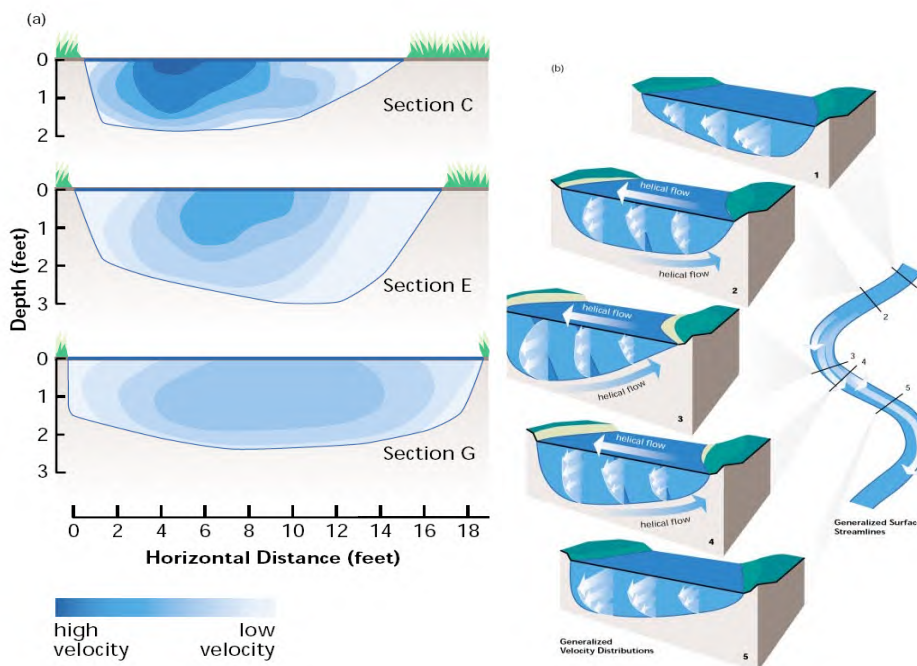 (a)
0
1
2
Section C
0
1
2
3
Section E
0
1
2
3
Section G
Depth (feet)
0 2 4 6 8 10 12 14 16 18
Horizontal Distance (feet)
high
velocity
low
velocity
(b)
1
helical flow
helical flow
2
helical flow
helical flow
3
helical flow
helical flow
4
Generalized
Velocity Distributions
5
2
3
4
5
Generalized Surface
Streamlines